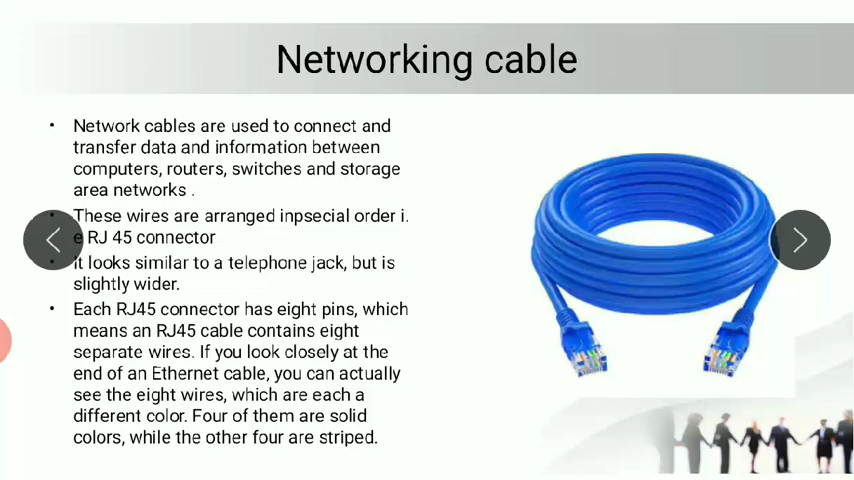 Networking cable
• Network cables are used to connect and
transfer data and information between
computers, routers, switches and storage
area networks .
• These wires are arranged inpsecial order i.
e RJ 45 connector
• It looks similar to a telephone jack, but is
slightly wider.
• Each RJ45 connector has eight pins, which
means an RJ45 cable contains eight
separate wires. If you look closely at the
end of an Ethernet cable, you can actually
see the eight wires, which are each a
different color. Four of them are solid
colors, while the other four are striped.